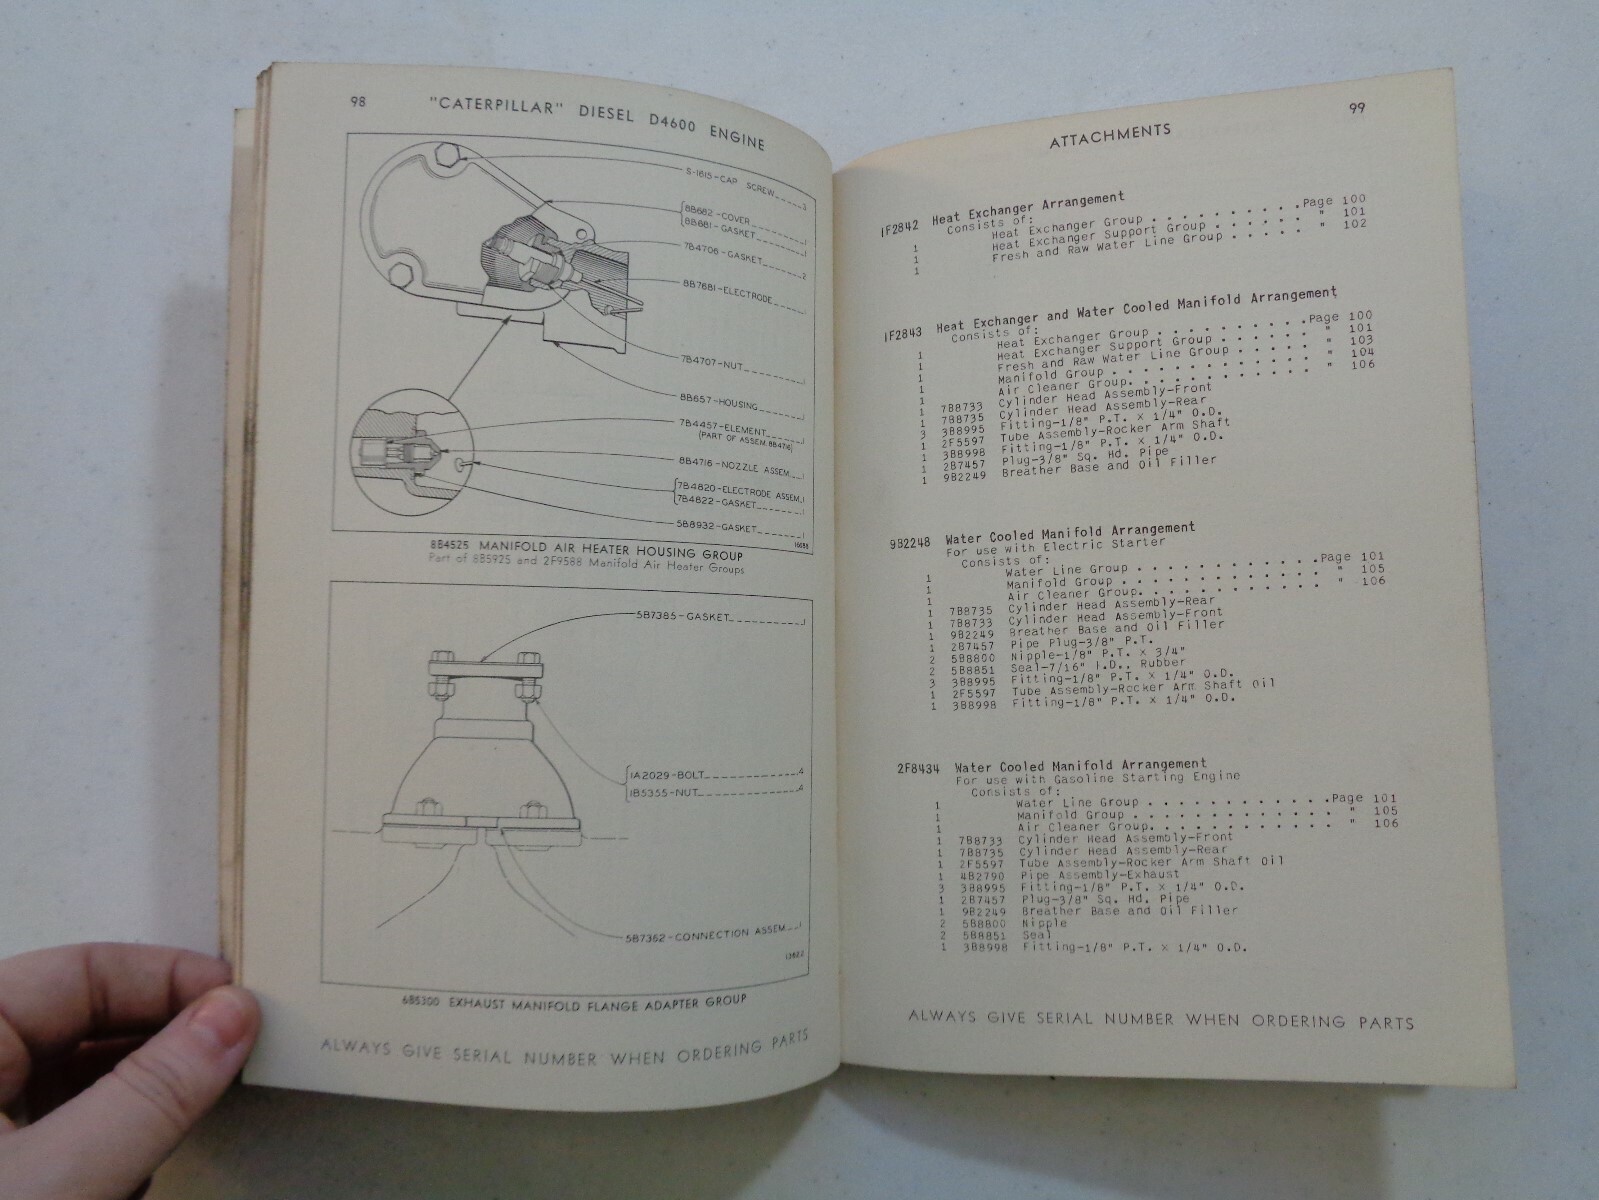 98 "CATERPILLAR" DIESEL D4600 ENGINE
S-1615-CAP SCREW 3
8B682-COVER 1
8B681-GASKET 1
7B4706-GASKET 2
8B7681-ELECTRODE 1
7B4707-NUT 1
8B657-HOUSING 1
7B4457-ELEMENT 1
(PART OF ASSEM. 8B4716)
8B4716-NOZZLE ASSEM. 1
7B4820-ELECTRODE ASSEM. 1
7B4822-GASKET 1
5B8932-GASKET 1
16688
8B4525 MANIFOLD AIR HEATER HOUSING GROUP
Part of 8B5925 and 2F9588 Manifold Air Heater Groups
5B7385-GASKET 1
1A2029-BOLT 4
1B5355-NUT 4
5B7362-CONNECTION ASSEM. 1
13822
6B5300 EXHAUST MANIFOLD FLANGE ADAPTER GROUP
ALWAYS GIVE SERIAL NUMBER WHEN ORDERING PARTS
99
ATTACHMENTS
1F2842 Heat Exchanger Arrangement
Consists of:
1 Heat Exchanger Group . . . . . . . . . . Page 100
1 Heat Exchanger Support Group . . . . . . " 101
1 Fresh and Raw Water Line Group . . . . . " 102
1F2843 Heat Exchanger and Water Cooled Manifold Arrangement
Consists of:
1 Heat Exchanger Group . . . . . . . . . . Page 100
1 Heat Exchanger Support Group . . . . . . " 101
1 Fresh and Raw Water Line Group . . . . . " 103
1 Manifold Group . . . . . . . . . . . . . " 104
1 Air Cleaner Group. . . . . . . . . . . . " 106
1 7B8733 Cylinder Head Assembly-Front
1 7B8735 Cylinder Head Assembly-Rear
3 3B8995 Fitting-1/8" P.T. x 1/4" O.D.
1 2F5597 Tube Assembly-Rocker Arm Shaft
1 3B8998 Fitting-1/8" P.T. x 1/4" O.D.
1 2B7457 Plug-3/8" Sq. Hd. Pipe
1 9B2249 Breather Base and Oil Filler
9B2248 Water Cooled Manifold Arrangement
For use with Electric Starter
Consists of:
1 Water Line Group . . . . . . . . . . . . Page 101
1 Manifold Group . . . . . . . . . . . . . " 105
1 Air Cleaner Group. . . . . . . . . . . . " 106
1 7B8735 Cylinder Head Assembly-Rear
1 7B8733 Cylinder Head Assembly-Front
1 9B2249 Breather Base and Oil Filler
1 2B7457 Pipe Plug-3/8" P.T.
2 5B8800 Nipple-1/8" P.T. x 3/4"
2 5B8851 Seal-7/16" I.D., Rubber
3 3B8995 Fitting-1/8" P.T. x 1/4" O.D.
1 2F5597 Tube Assembly-Rocker Arm Shaft Oil
1 3B8998 Fitting-1/8" P.T. x 1/4" O.D.
2F8434 Water Cooled Manifold Arrangement
For use with Gasoline Starting Engine
Consists of:
1 Water Line Group . . . . . . . . . . . . Page 101
1 Manifold Group . . . . . . . . . . . . . " 105
1 Air Cleaner Group. . . . . . . . . . . . " 106
1 7B8733 Cylinder Head Assembly-Front
1 7B8735 Cylinder Head Assembly-Rear
1 2F5597 Tube Assembly-Rocker Arm Shaft Oil
1 4B2790 Pipe Assembly-Exhaust
3 3B8995 Fitting-1/8" P.T. x 1/4" O.D.
1 2B7457 Plug-3/8" Sq. Hd. Pipe
1 9B2249 Breather Base and Oil Filler
2 5B8800 Nipple
2 5B8851 Seal
1 3B8998 Fitting-1/8" P.T. x 1/4" O.D.
ALWAYS GIVE SERIAL NUMBER WHEN ORDERING PARTS